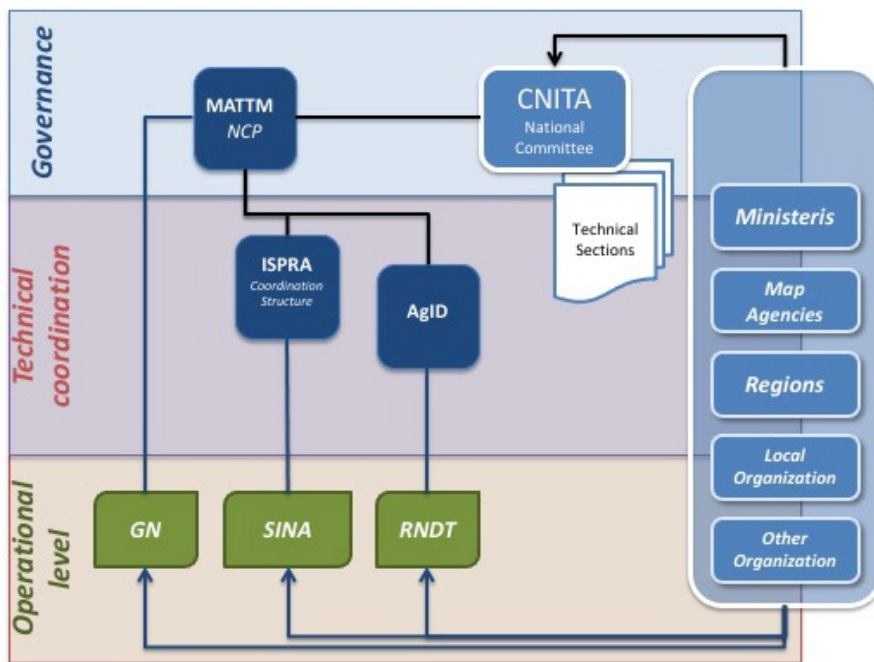 Governance
MATTM
NCP
CNITA
National
Committee
Technical
Sections
Technical
coordination
ISPRA
Coordination
Structure
AgID
Operational
level
GN
SINA
RNDT
Ministeris
Map
Agencies
Regions
Local
Organization
Other
Organization